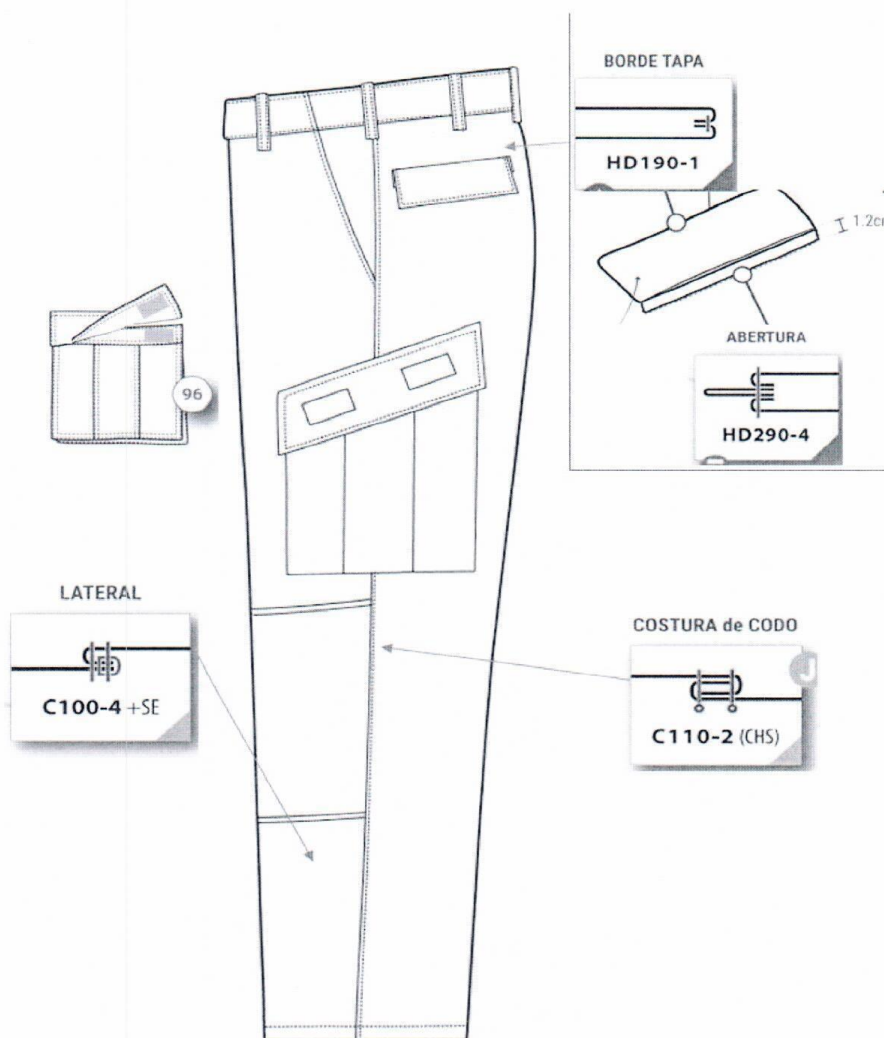 BORDE TAPA
HD190-1
1.2c
ABERTURA
HD290-4
96
LATERAL
C100-4 +SE
COSTURA de CODO
J
C110-2 (CHS)